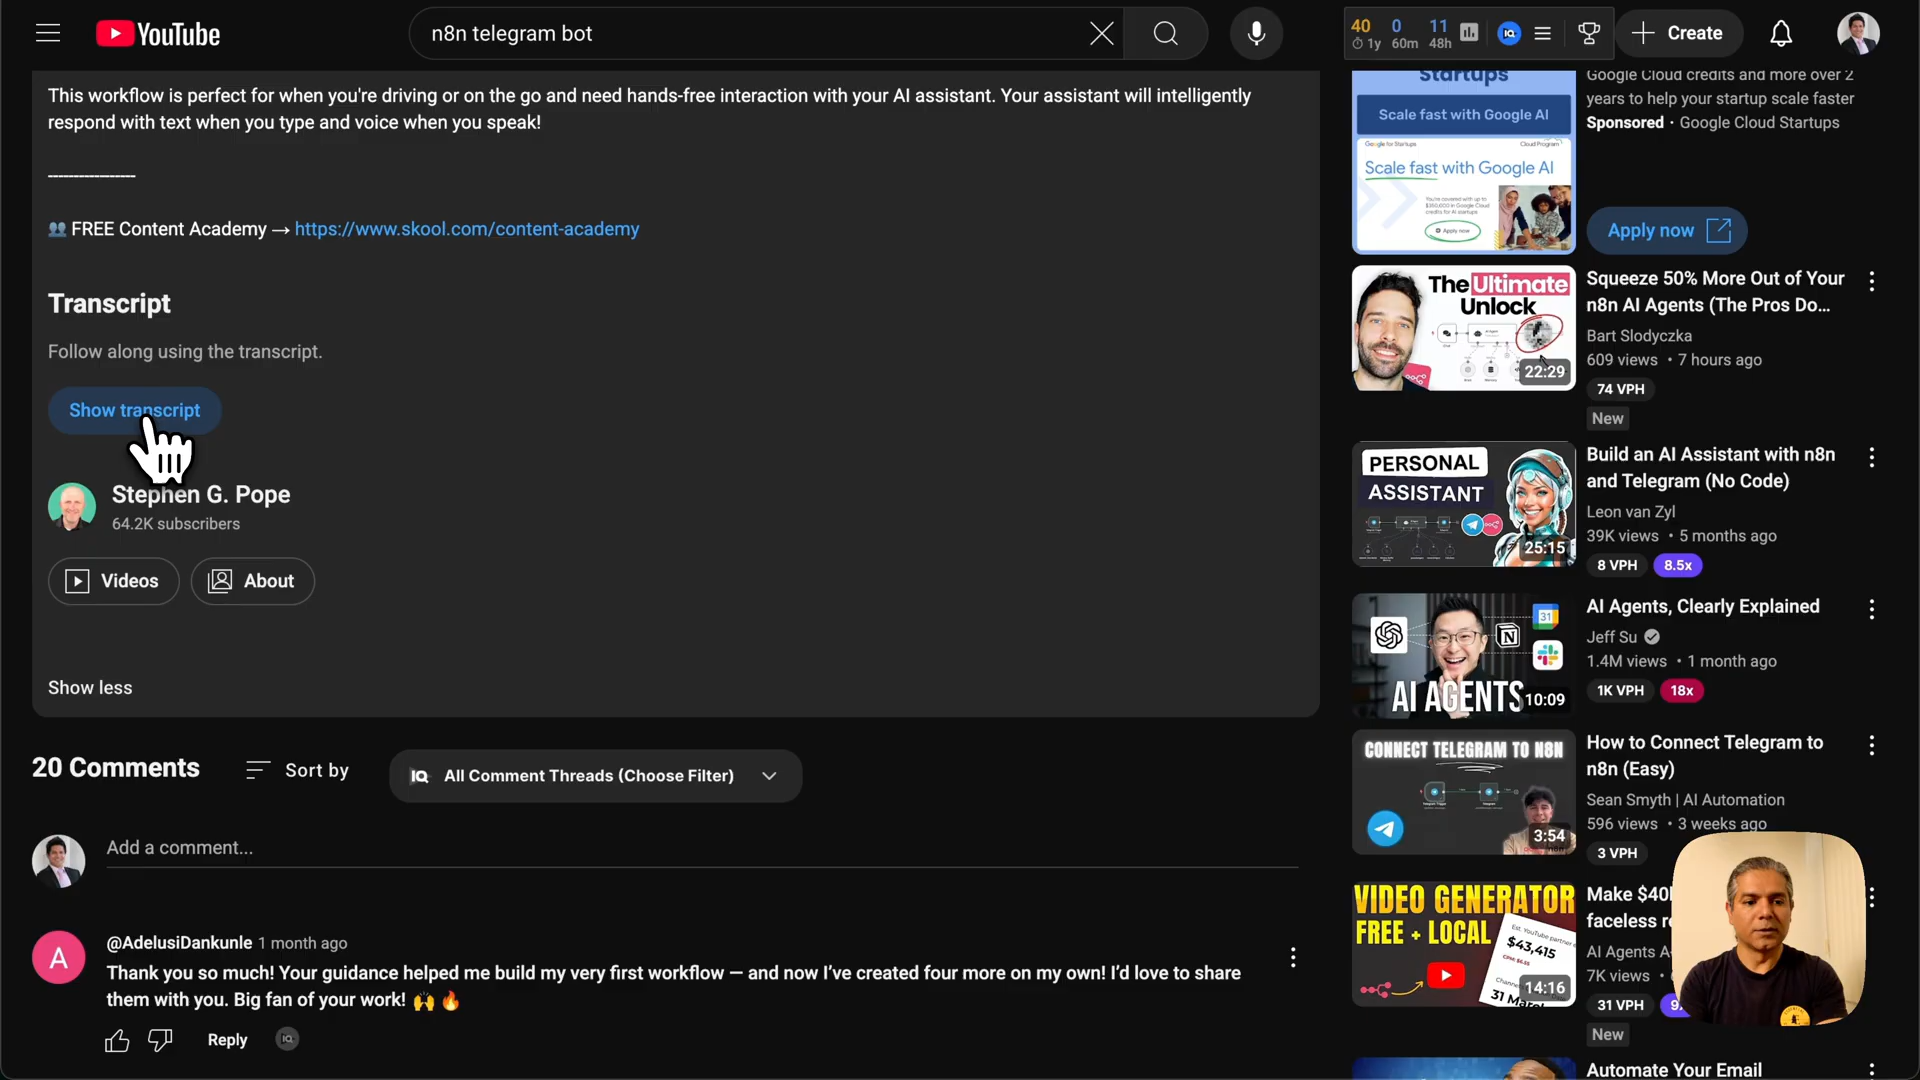 YouTube
n8n telegram bot
40 0 11
1y 60m 48h
IQ
Create
This workflow is perfect for when you're driving or on the go and need hands-free interaction with your AI assistant. Your assistant will intelligently
respond with text when you type and voice when you speak!
-----------------
👥 FREE Content Academy → https://www.skool.com/content-academy
Transcript
Follow along using the transcript.
Show transcript
Stephen G. Pope
64.2K subscribers
Videos
About
Show less
20 Comments
Sort by
IQ All Comment Threads (Choose Filter)
Add a comment...
A
@AdelusiDankunle 1 month ago
Thank you so much! Your guidance helped me build my very first workflow — and now I've created four more on my own! I'd love to share
them with you. Big fan of your work! 🙌 🔥
Reply
IQ
Startups
Scale fast with Google AI
Google for Startups
Cloud Program
Scale fast with Google AI
Apply now
Google Cloud credits and more over 2
years to help your startup scale faster
Sponsored · Google Cloud Startups
Apply now
The Ultimate
Unlock
22:29
Squeeze 50% More Out of Your
n8n AI Agents (The Pros Do...
Bart Slodyczka
609 views • 7 hours ago
74 VPH
New
PERSONAL
ASSISTANT
25:15
Build an AI Assistant with n8n
and Telegram (No Code)
Leon van Zyl
39K views • 5 months ago
8 VPH 8.5x
31
AI AGENTS
10:09
AI Agents, Clearly Explained
Jeff Su
1.4M views • 1 month ago
1K VPH 18x
CONNECT TELEGRAM TO N8N
3:54
How to Connect Telegram to
n8n (Easy)
Sean Smyth | AI Automation
596 views • 3 weeks ago
3 VPH
VIDEO GENERATOR
FREE + LOCAL
Est. YouTube partner
$43,415
31 March
14:16
Make $40
faceless
AI Agents A
7K views •
31 VPH
New
Automate Your Email